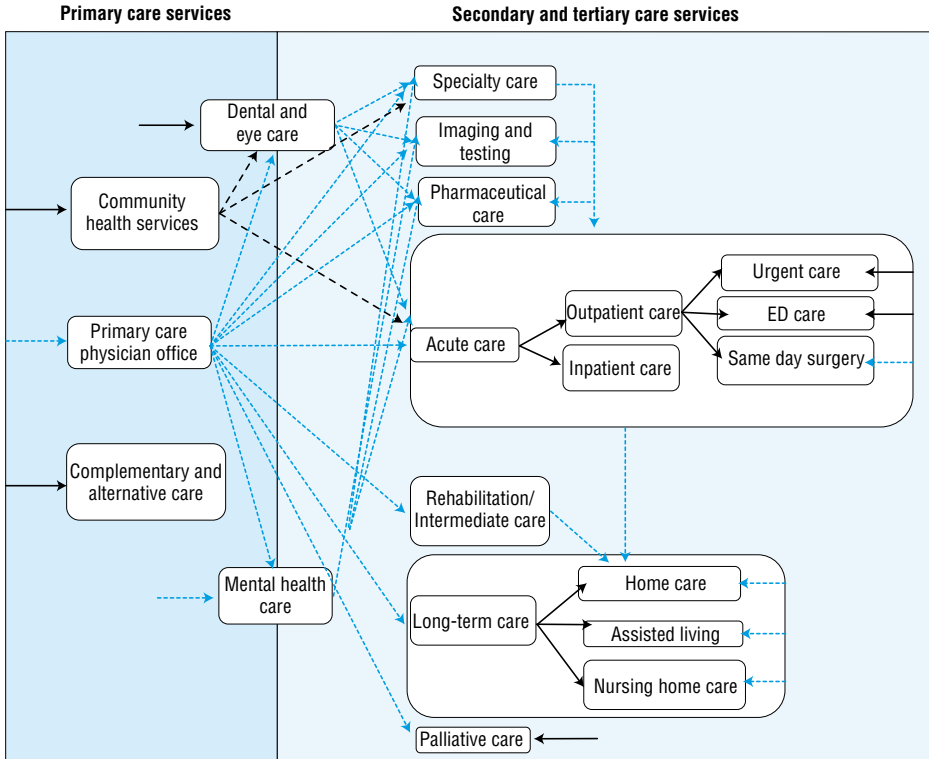 Primary care services
Secondary and tertiary care services
Specialty care
Dental and
eye care
Imaging and
testing
Community
health services
Pharmaceutical
care
Urgent care
Outpatient care
ED care
Primary care
physician office
Acute care
Same day surgery
Inpatient care
Complementary and
alternative care
Rehabilitation/
Intermediate care
Mental health
care
Home care
Long-term care
Assisted living
Nursing home care
Palliative care